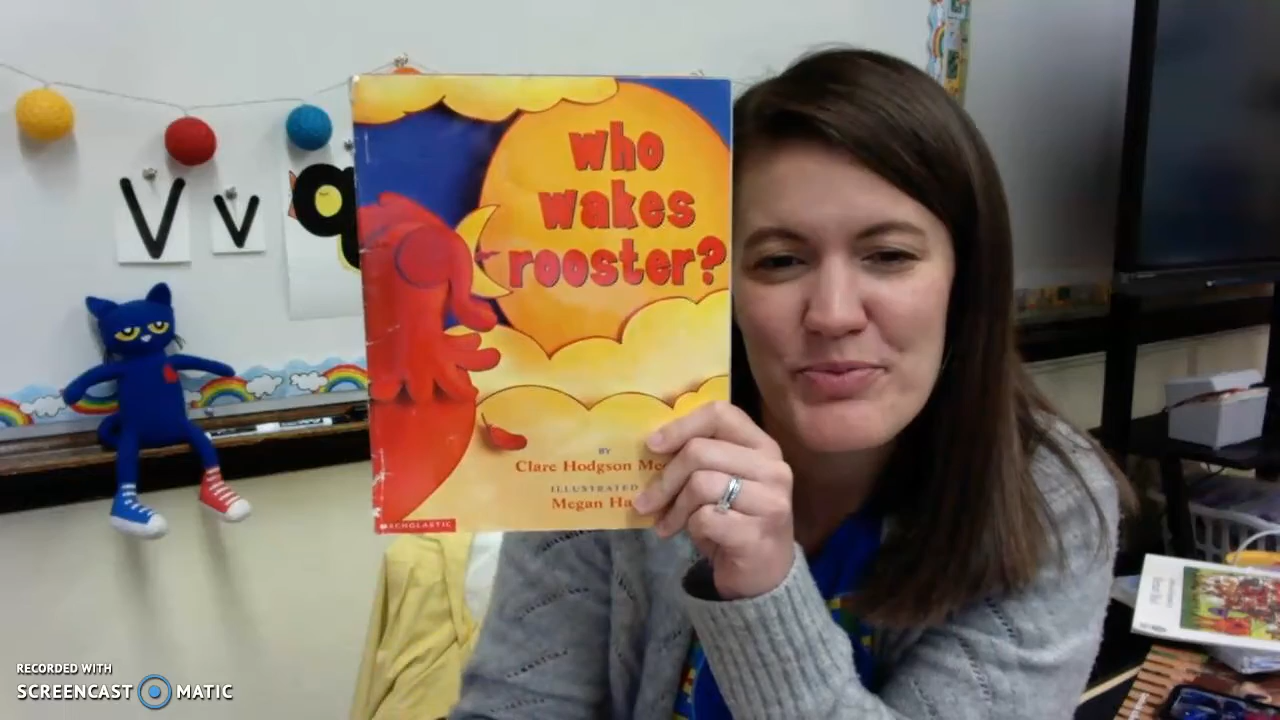 who
wakes
rooster?
BY
Clare Hodgson
ILLUSTRATED
Megan
SCHOLASTIC
V v
RECORDED WITH
SCREENCAST MATIC